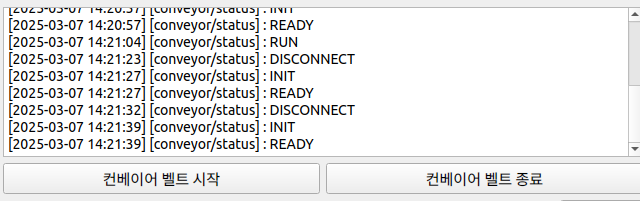 [2025-03-07 14:20:57] [conveyor/status] : INIT
[2025-03-07 14:20:57] [conveyor/status] : READY
[2025-03-07 14:21:04] [conveyor/status] : RUN
[2025-03-07 14:21:23] [conveyor/status] : DISCONNECT
[2025-03-07 14:21:27] [conveyor/status] : INIT
[2025-03-07 14:21:27] [conveyor/status] : READY
[2025-03-07 14:21:32] [conveyor/status] : DISCONNECT
[2025-03-07 14:21:39] [conveyor/status] : INIT
[2025-03-07 14:21:39] [conveyor/status] : READY
컨베이어 벨트 시작 컨베이어 벨트 종료